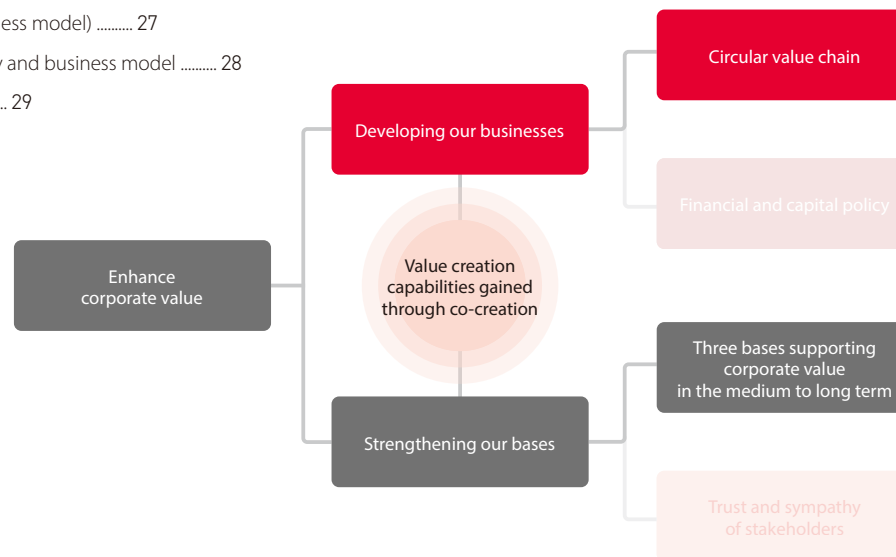 ness model) .......... 27
y and business model .......... 28
.. 29
Circular value chain
Developing our businesses
Financial and capital policy
Enhance
corporate value
Value creation
capabilities gained
through co-creation
Three bases supporting
corporate value
in the medium to long term
Strengthening our bases
Trust and sympathy
of stakeholders